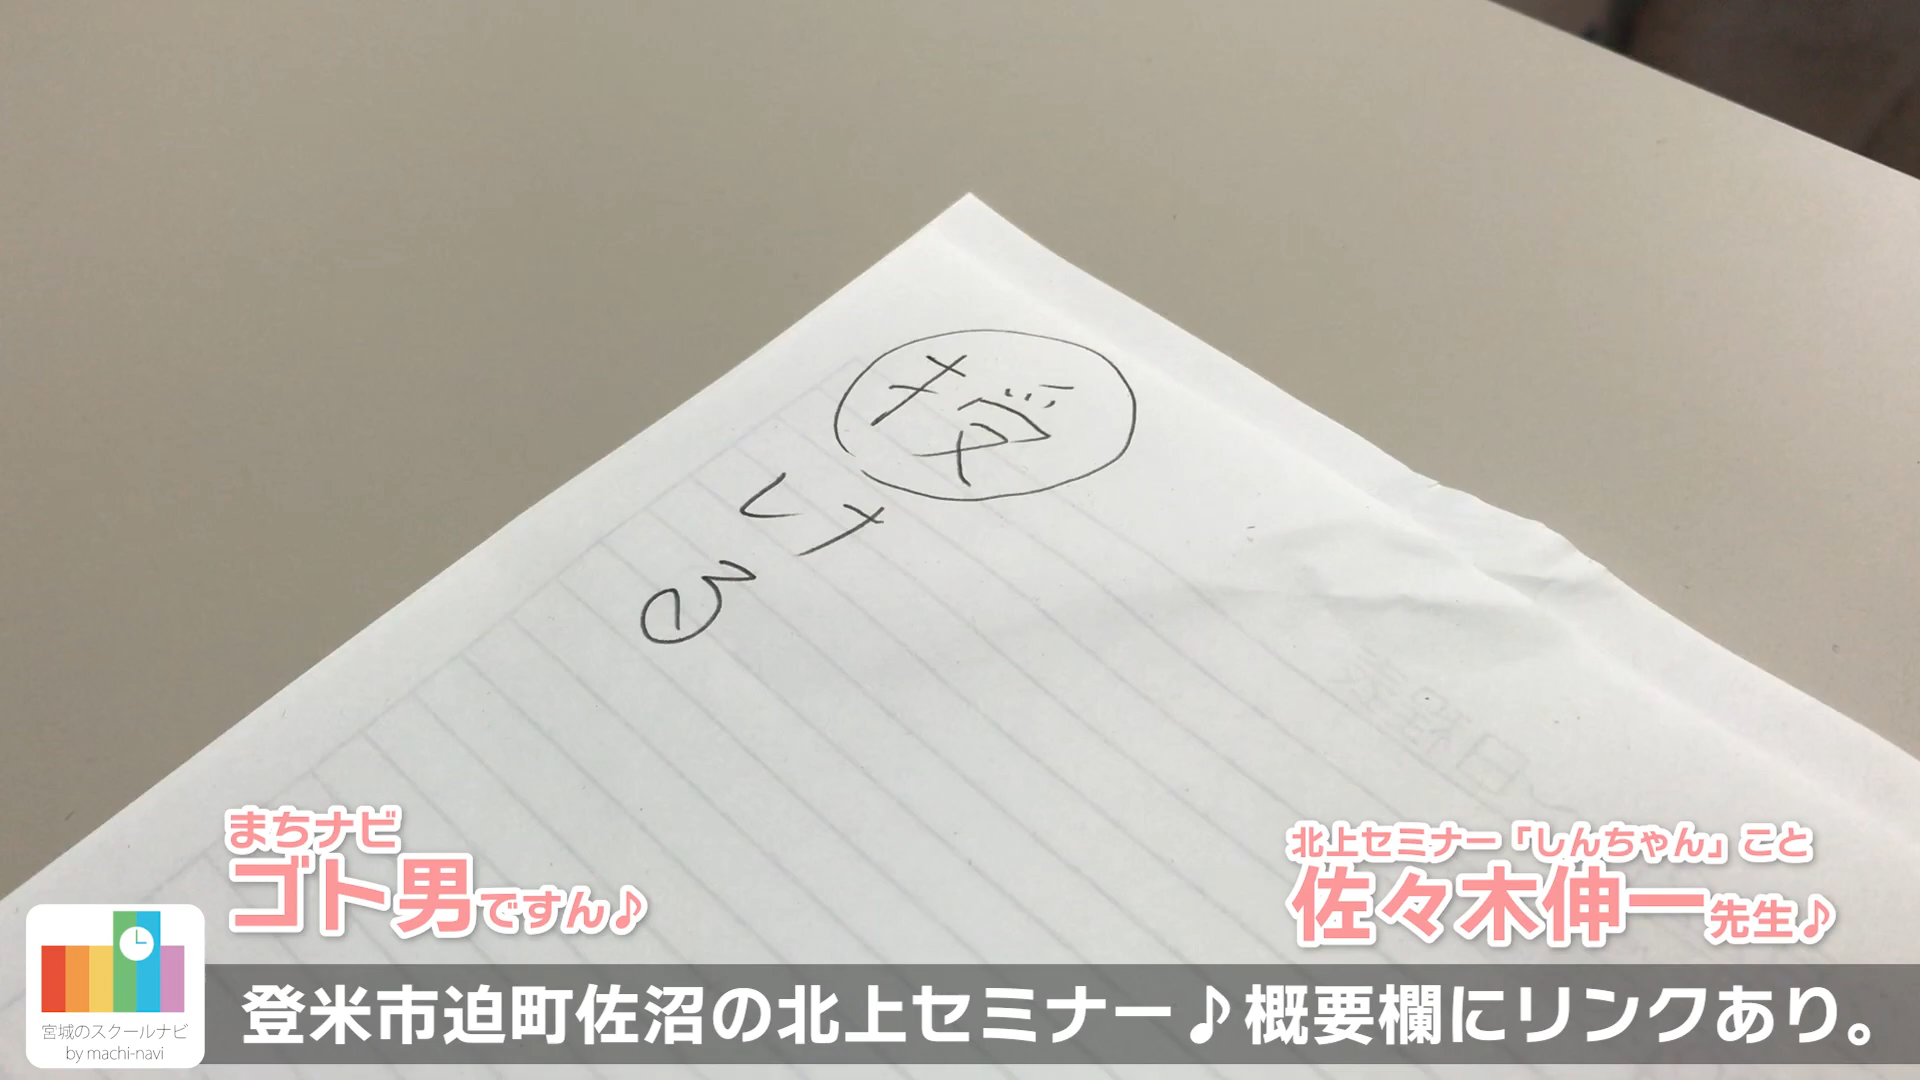 授
ける
日程表
まちナビ
ゴト男ですん♪
北上セミナー「しんちゃん」こと
佐々木伸一先生♪
宮城のスクールナビ
by machi-navi
登米市迫町佐沼の北上セミナー♪概要欄にリンクあり。